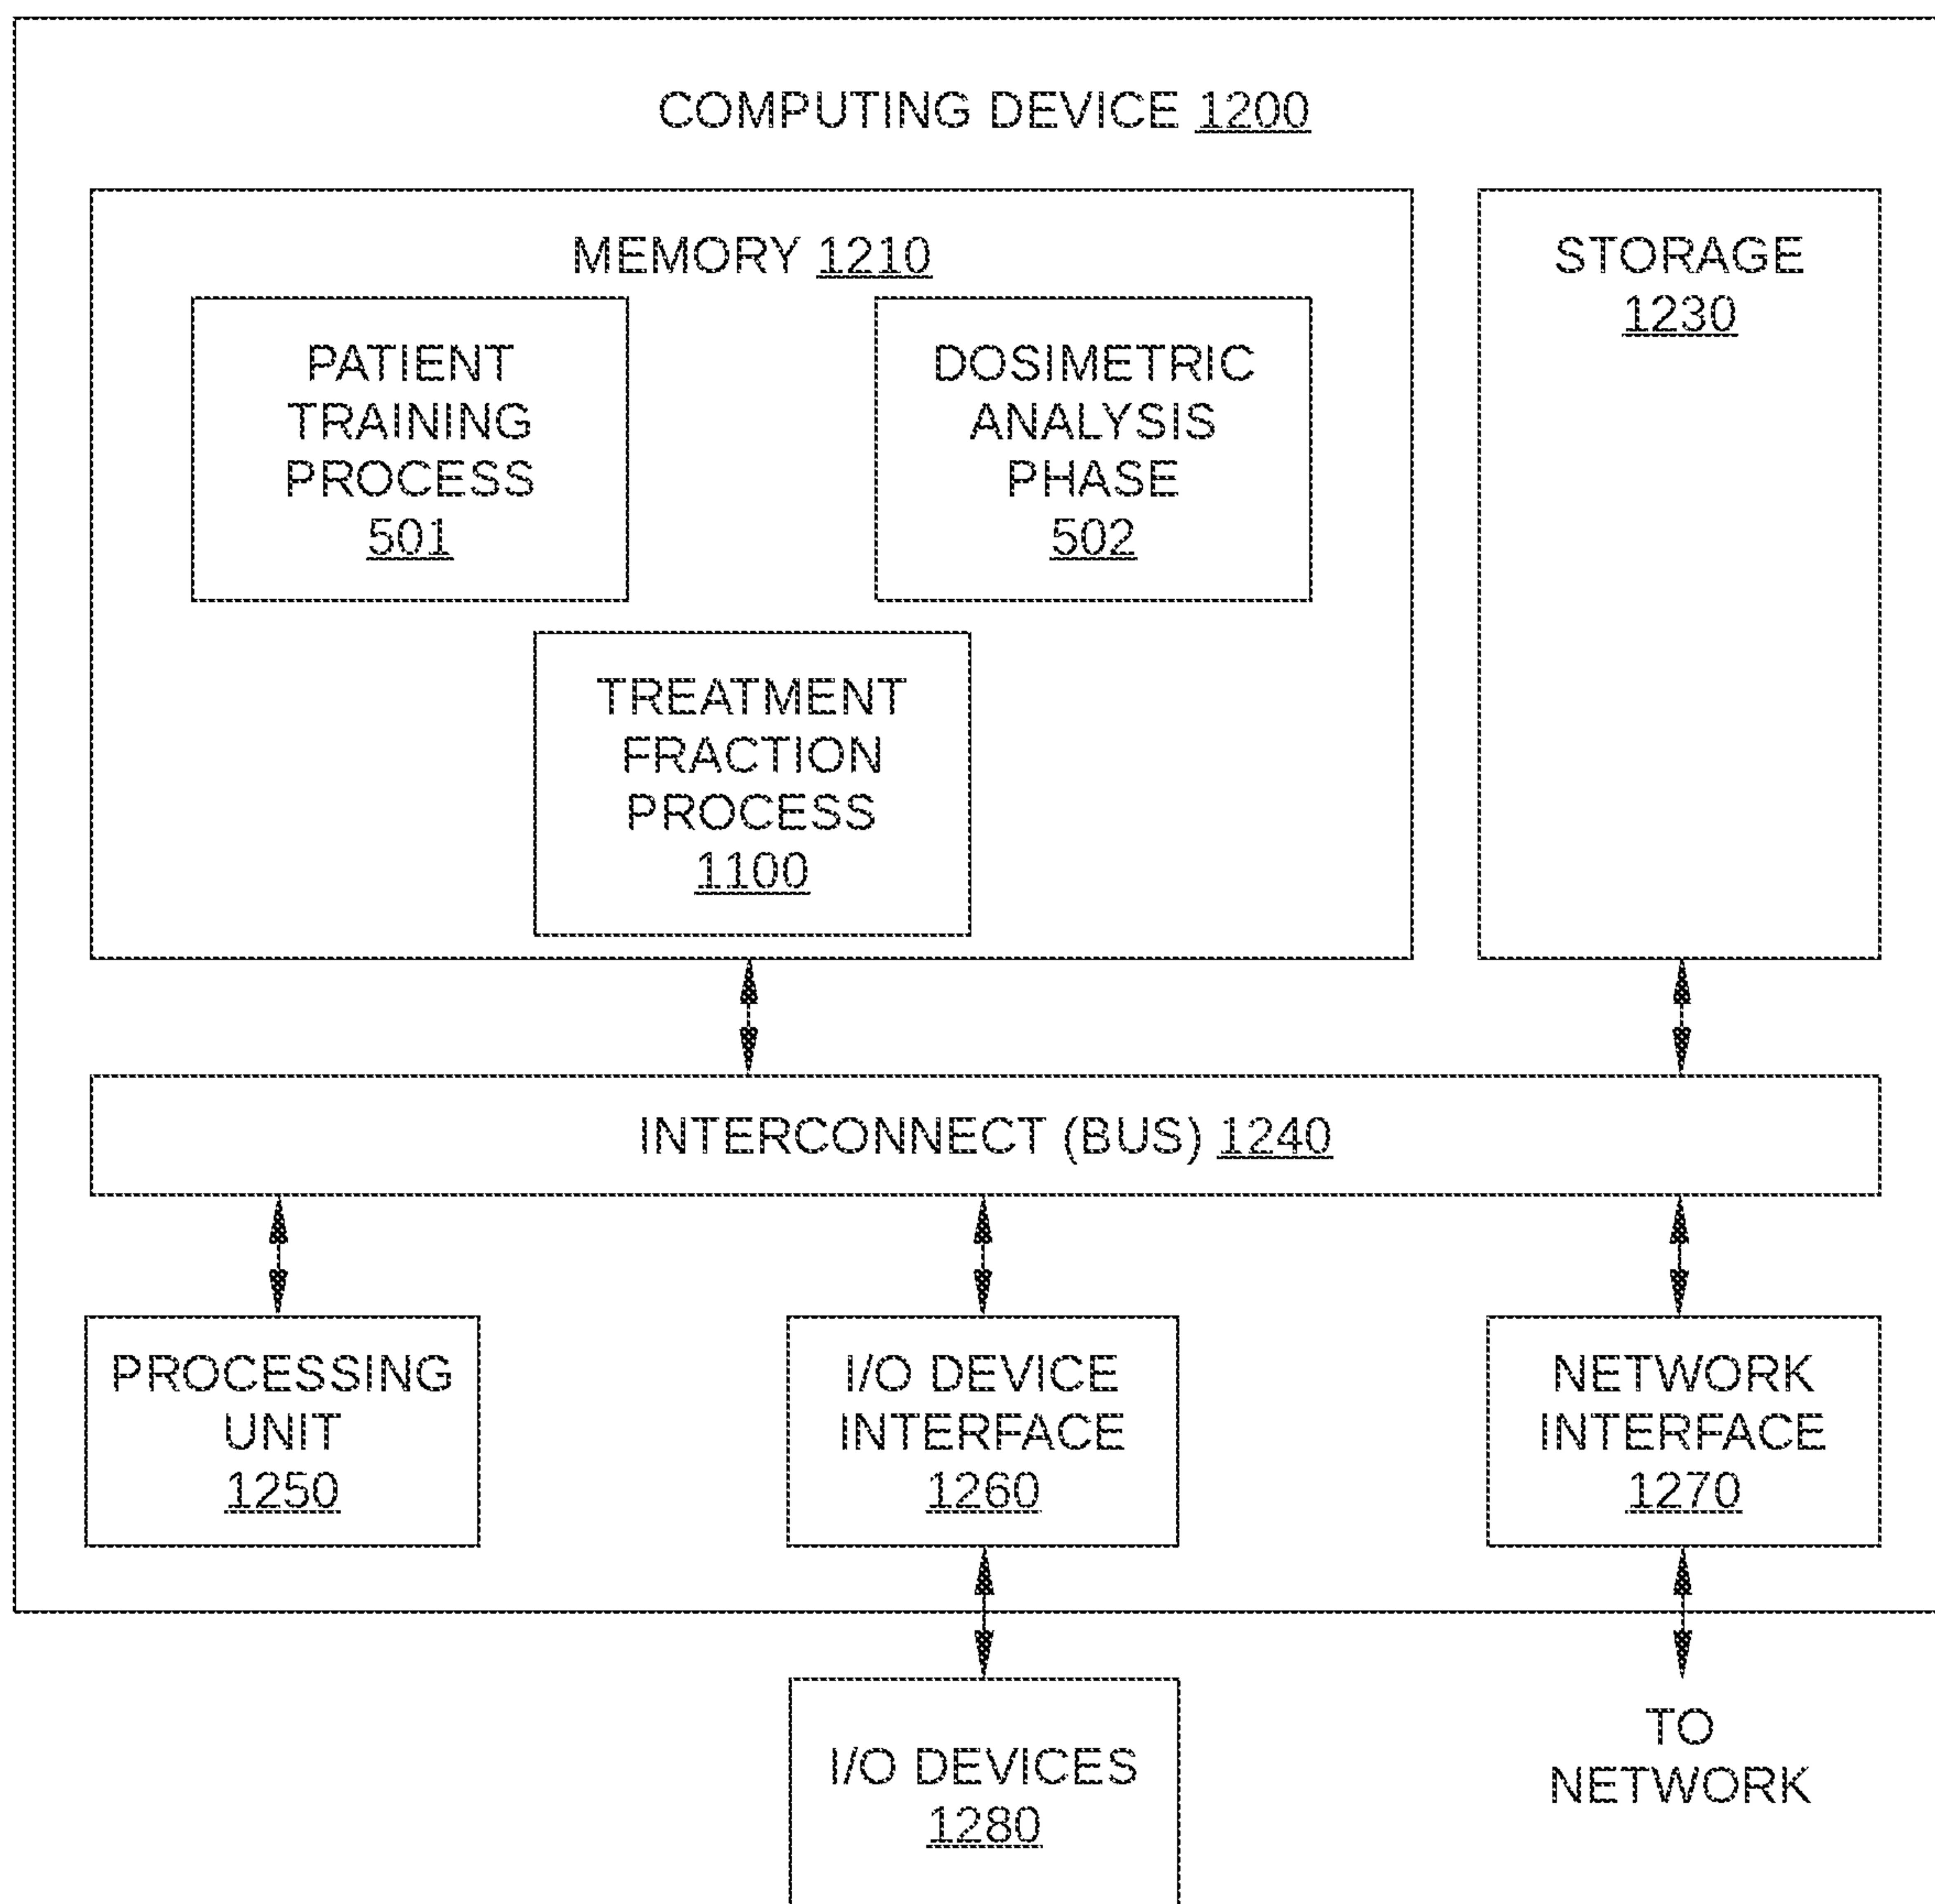 COMPUTING DEVICE 1200
MEMORY 1210
PATIENT
TRAINING
PROCESS
501
DOSIMETRIC
ANALYSIS
PHASE
502
TREATMENT
FRACTION
PROCESS
1100
STORAGE
1230
INTERCONNECT (BUS) 1240
PROCESSING
UNIT
1250
I/O DEVICE
INTERFACE
1260
NETWORK
INTERFACE
1270
I/O DEVICES
1280
TO
NETWORK